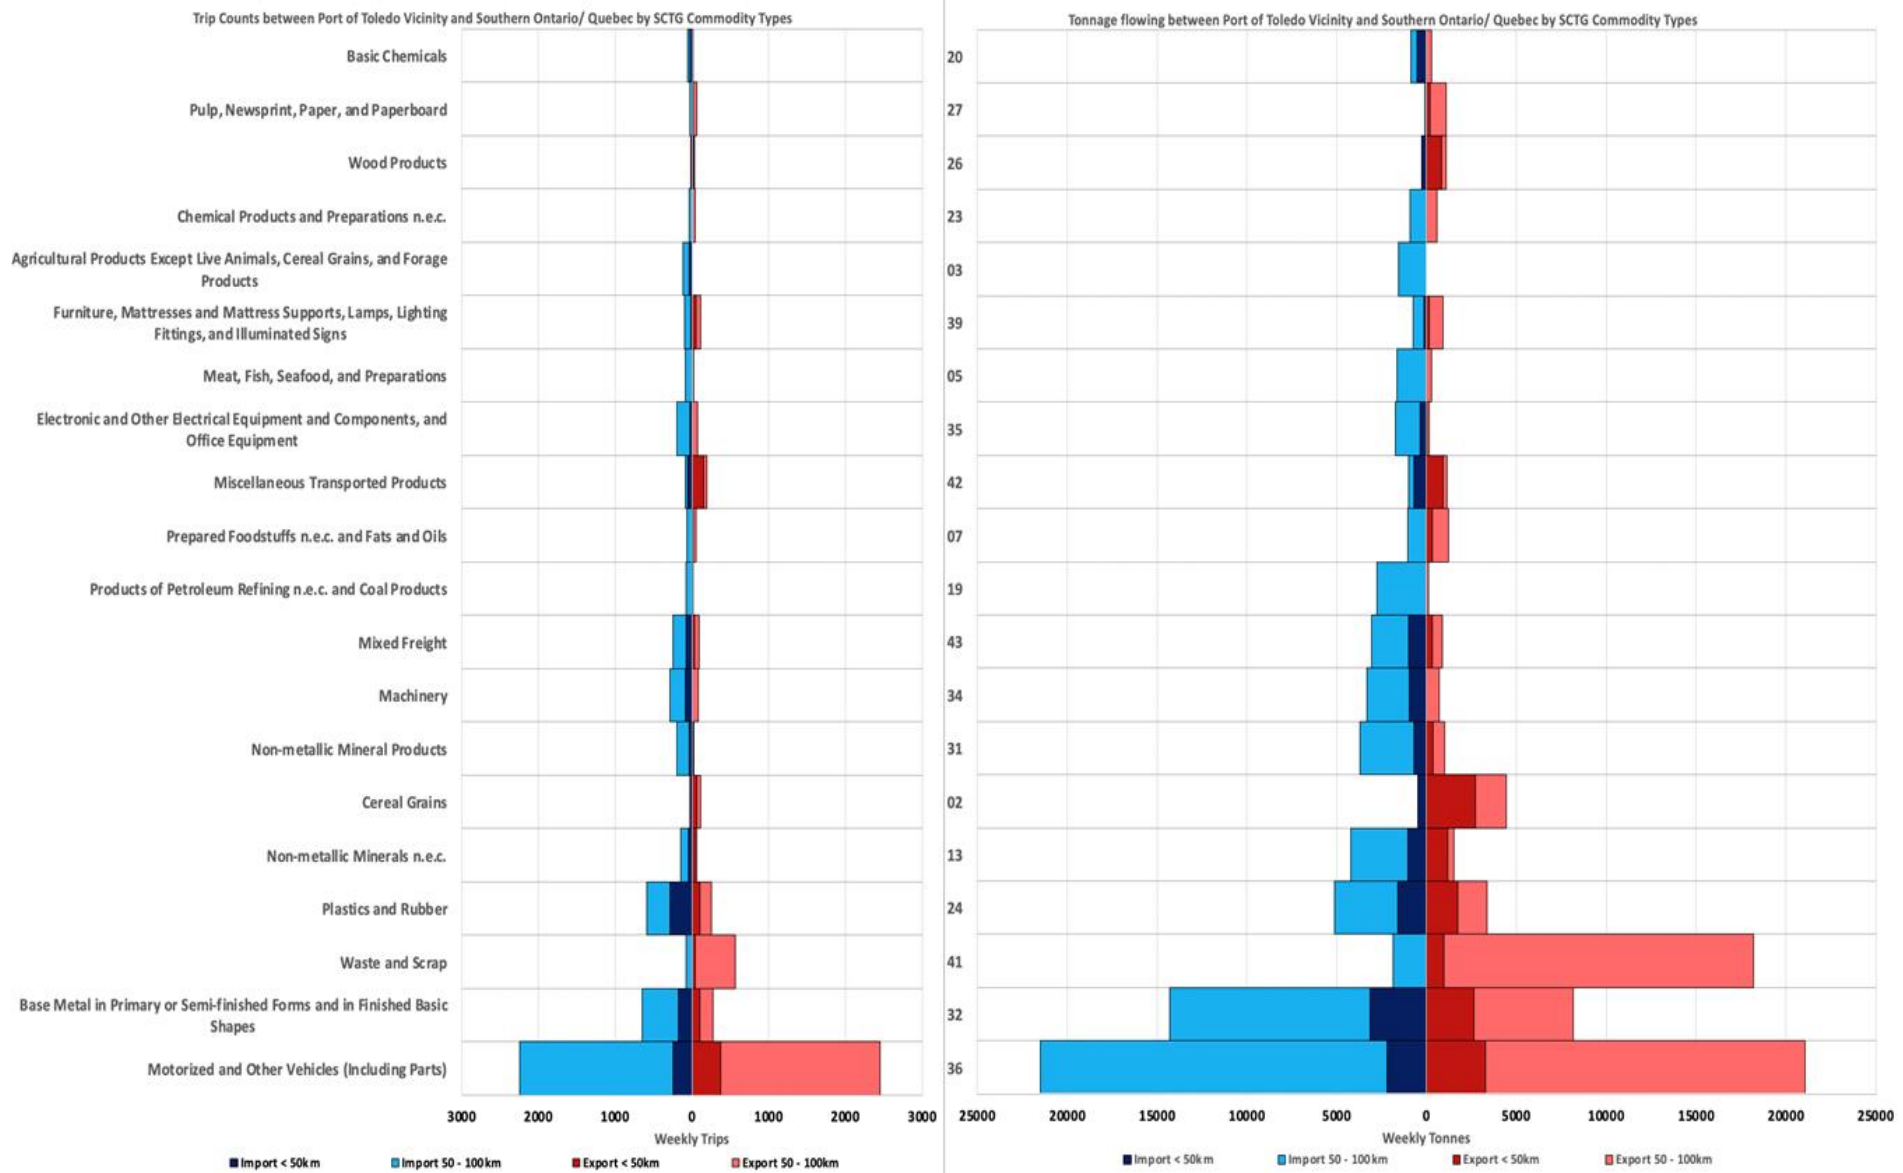 Trip Counts between Port of Toledo Vicinity and Southern Ontario/ Quebec by SCTG Commodity Types
Basic Chemicals
Pulp, Newsprint, Paper, and Paperboard
Wood Products
Chemical Products and Preparations n.e.c.
Agricultural Products Except Live Animals, Cereal Grains, and Forage
Products
Furniture, Mattresses and Mattress Supports, Lamps, Lighting
Fittings, and Illuminated Signs
Meat, Fish, Seafood, and Preparations
Electronic and Other Electrical Equipment and Components, and
Office Equipment
Miscellaneous Transported Products
Prepared Foodstuffs n.e.c. and Fats and Oils
Products of Petroleum Refining n.e.c. and Coal Products
Mixed Freight
Machinery
Non-metallic Mineral Products
Cereal Grains
Non-metallic Minerals n.e.c.
Plastics and Rubber
Waste and Scrap
Base Metal in Primary or Semi-finished Forms and in Finished Basic
Shapes
Motorized and Other Vehicles (Including Parts)
3000 2000 1000 0 1000 2000 3000
Weekly Trips
Import < 50km Import 50 - 100km Export < 50km Export 50 - 100km
Tonnage flowing between Port of Toledo Vicinity and Southern Ontario/ Quebec by SCTG Commodity Types
20
27
26
23
03
39
05
35
42
07
19
43
34
31
02
13
24
41
32
36
25000 20000 15000 10000 5000 0 5000 10000 15000 20000 25000
Weekly Tonnes
Import < 50km Import 50 - 100km Export < 50km Export 50 - 100km